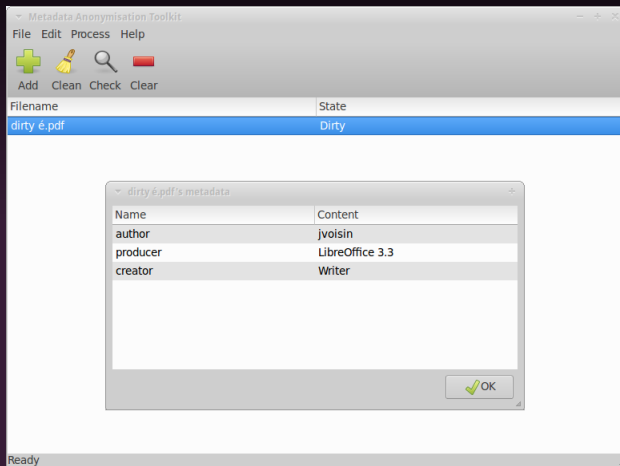 Metadata Anonymisation Toolkit
File Edit Process Help
Add Clean Check Clear
Filename State
dirty é.pdf Dirty
dirty é.pdf's metadata
Name Content
author jvoisin
producer LibreOffice 3.3
creator Writer
OK
Ready